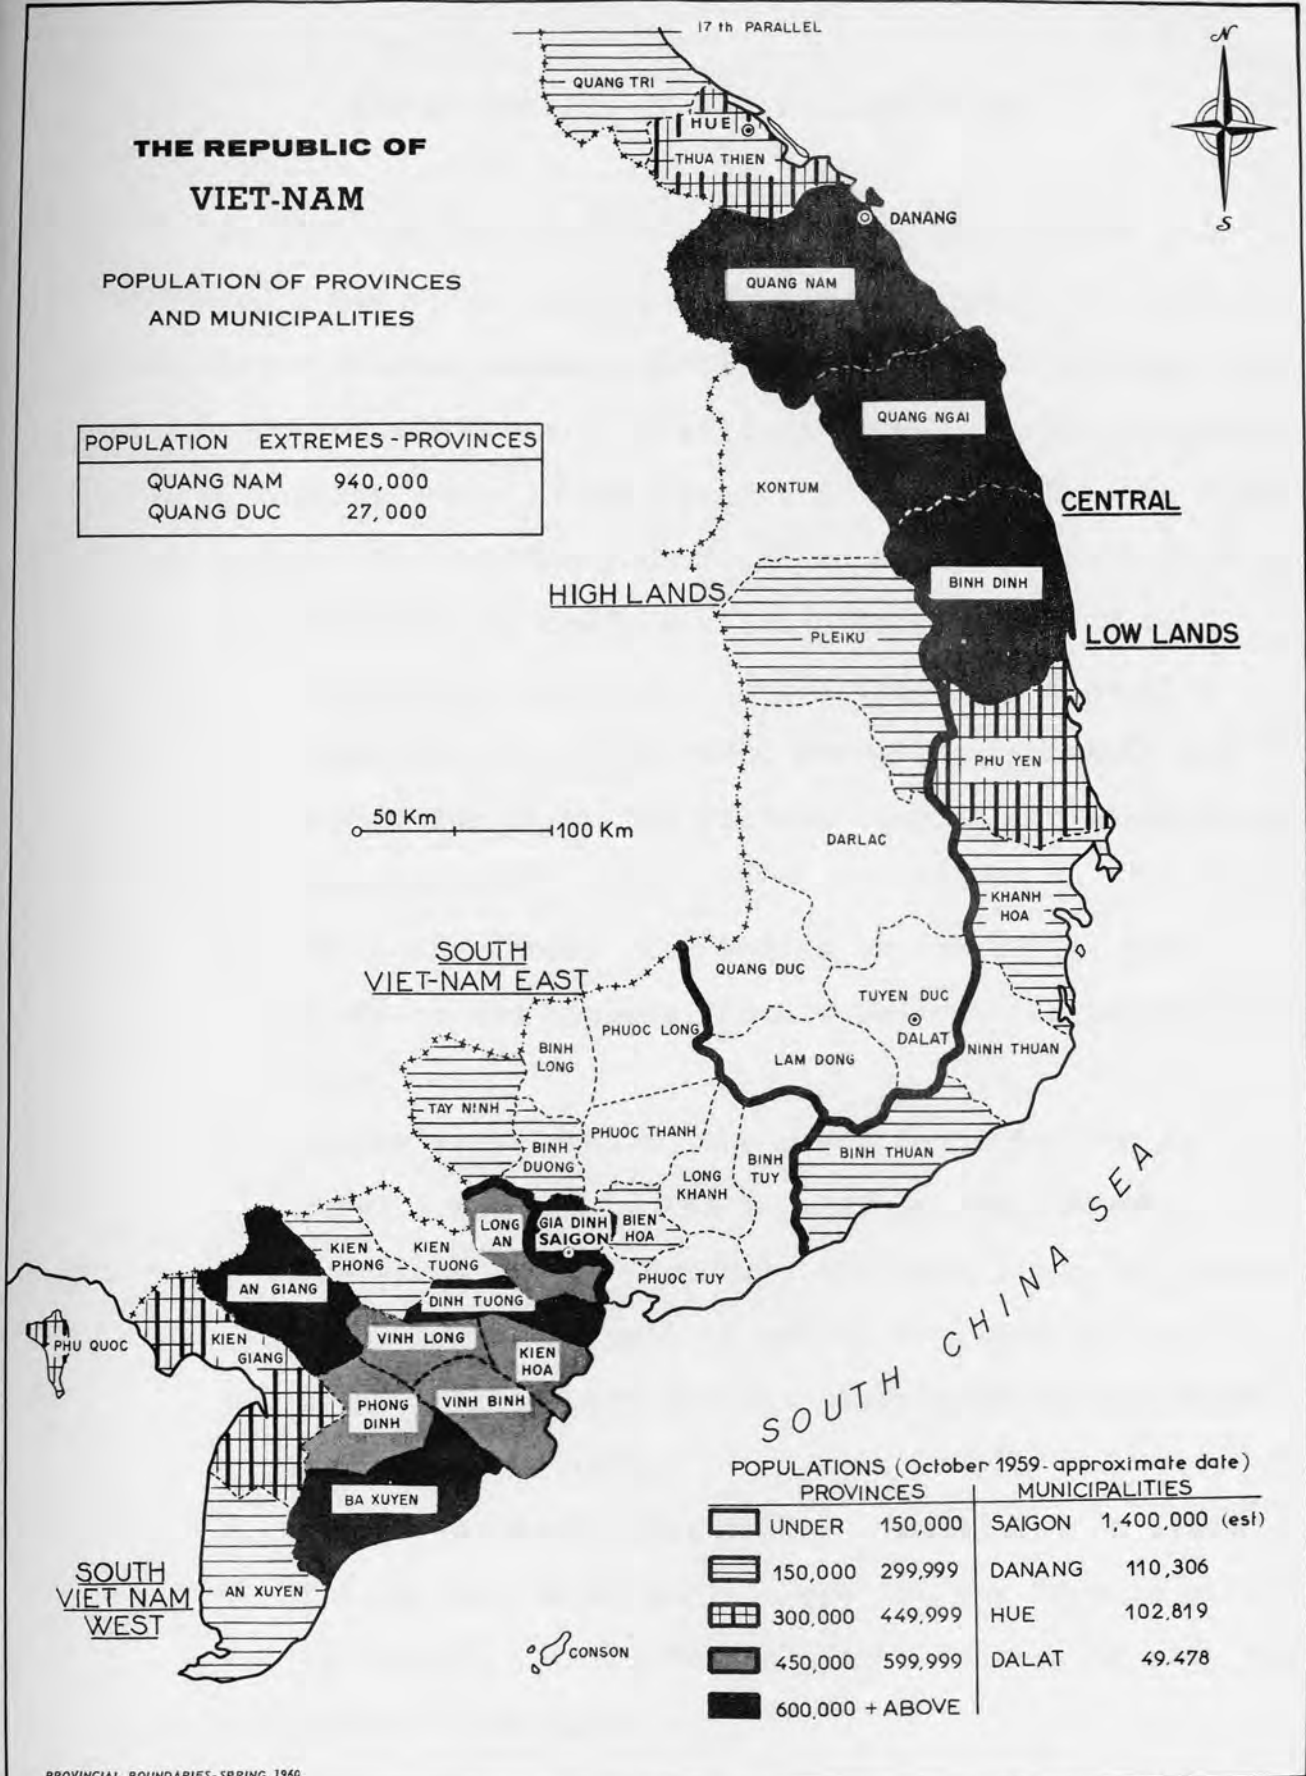 17 th PARALLEL
N
S
THE REPUBLIC OF
VIET-NAM
POPULATION OF PROVINCES
AND MUNICIPALITIES
POPULATION EXTREMES - PROVINCES
QUANG NAM 940,000
QUANG DUC 27,000
QUANG TRI
HUE
THUA THIEN
DANANG
QUANG NAM
QUANG NGAI
KONTUM
CENTRAL
BINH DINH
HIGH LANDS
LOW LANDS
PLEIKU
PHU YEN
50 Km
100 Km
DARLAC
KHANH
HOA
SOUTH
VIET-NAM EAST
QUANG DUC
TUYEN DUC
DALAT
PHUOC LONG
BINH
LONG
LAM DONG
NINH THUAN
TAY NINH
PHUOC THANH
BINH
DUONG
BINH
TUY
BINH THUAN
LONG
KHANH
LONG
AN
GIA DINH
SAIGON
BIEN
HOA
KIEN
PHONG
KIEN
TUONG
PHUOC TUY
AN GIANG
DINH TUONG
PHU QUOC
KIEN
GIANG
VINH LONG
KIEN
HOA
PHONG
DINH
VINH BINH
BA XUYEN
SOUTH CHINA SEA
SOUTH
VIET NAM
WEST
AN XUYEN
CONSON
POPULATIONS (October 1959-approximate date)
PROVINCES MUNICIPALITIES
UNDER 150,000 SAIGON 1,400,000 (est)
150,000 299,999 DANANG 110,306
300,000 449,999 HUE 102,819
450,000 599,999 DALAT 49.478
600,000 + ABOVE
PROVINCIAL BOUNDARIES-SPRING 1960